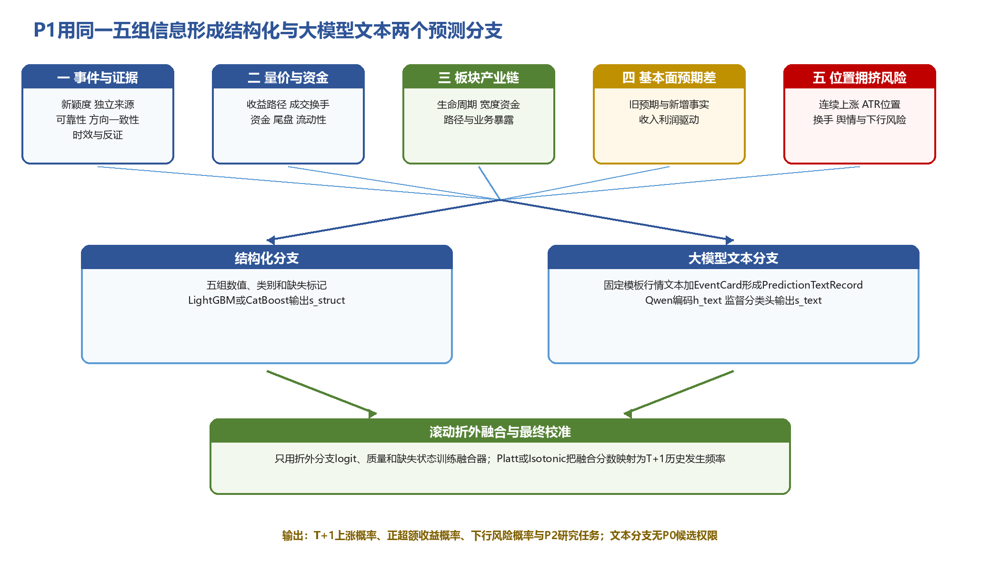 P1用同一五组信息形成结构化与大模型文本两个预测分支
一 事件与证据
新颖度 独立来源
可靠性 方向一致性
时效与反证
二 量价与资金
收益路径 成交换手
资金 尾盘 流动性
三 板块产业链
生命周期 宽度资金
路径与业务暴露
四 基本面预期差
旧预期与新增事实
收入利润驱动
五 位置拥挤风险
连续上涨 ATR位置
换手 舆情与下行风险
结构化分支
五组数值、类别和缺失标记
LightGBM或CatBoost输出s_struct
大模型文本分支
固定模板行情文本加EventCard形成PredictionTextRecord
Qwen编码h_text 监督分类头输出s_text
滚动折外融合与最终校准
只用折外分支logit、质量和缺失状态训练融合器；Platt或Isotonic把融合分数映射为T+1历史发生频率
输出：T+1上涨概率、正超额收益概率、下行风险概率与P2研究任务；文本分支无P0候选权限